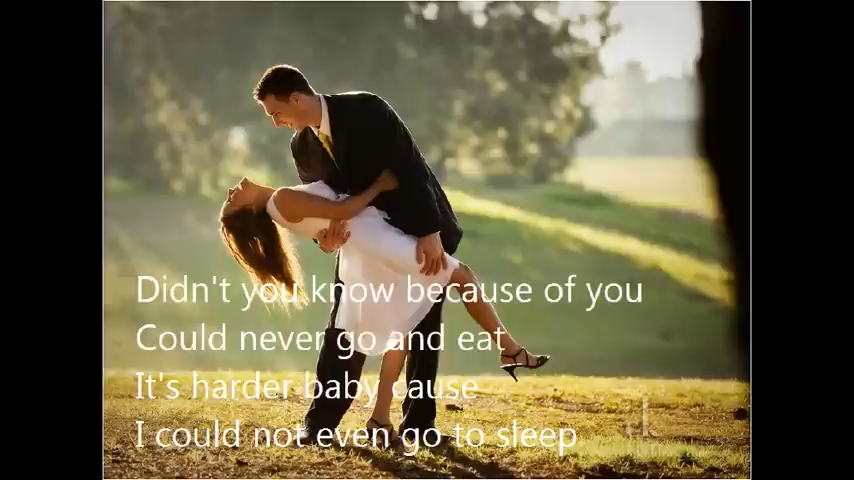 Didn't you know because of you
Could never go and eat
It's harder baby cause
I could not even go to sleep